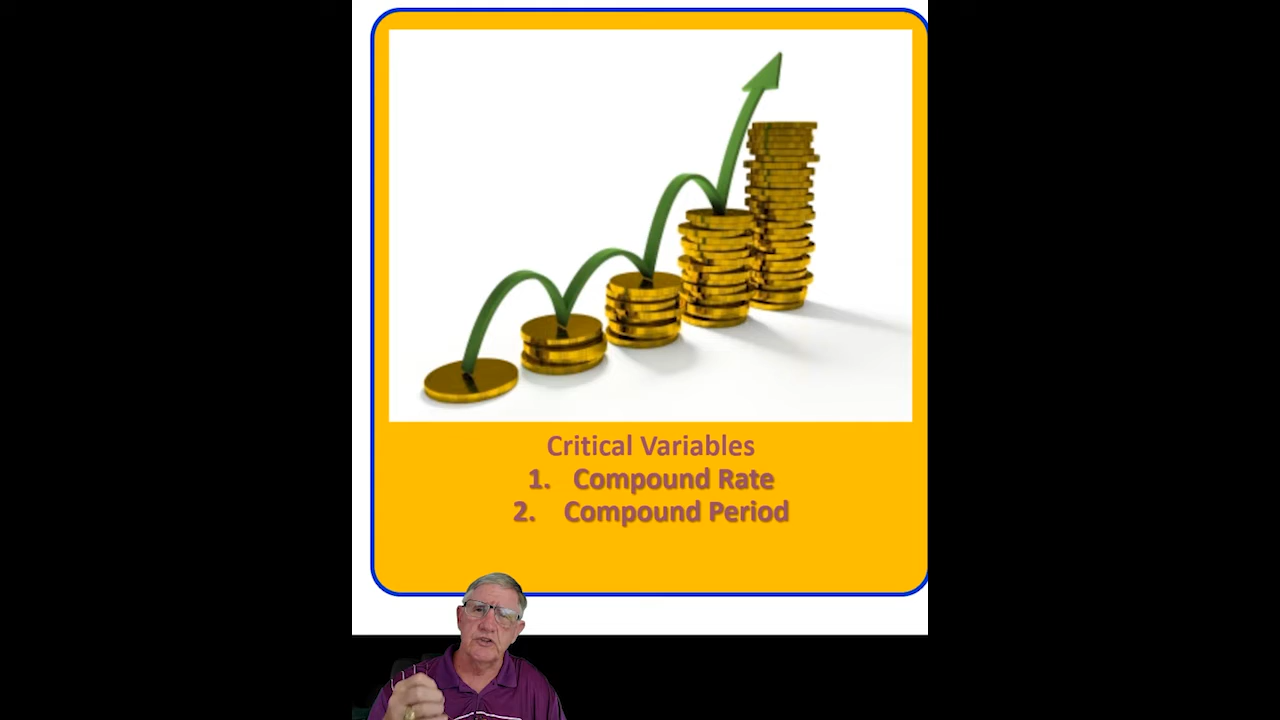 Critical Variables
1. Compound Rate
2. Compound Period